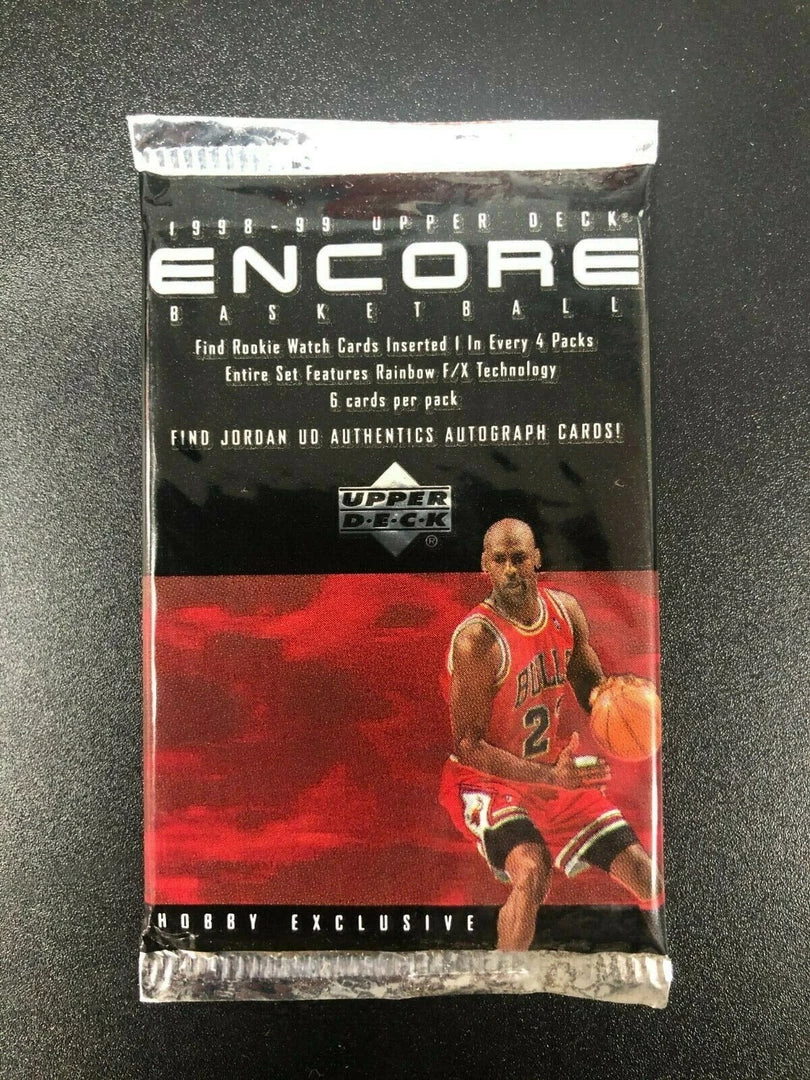 1998-99 UPPER DECK®
ENCORE
BASKETBALL
Find Rookie Watch Cards Inserted 1 In Every 4 Packs
Entire Set Features Rainbow F/X Technology
6 cards per pack
FIND JORDAN UD AUTHENTICS AUTOGRAPH CARDS!
UPPER
D·E·C·K
®
BULLS
2
HOBBY EXCLUSIVE